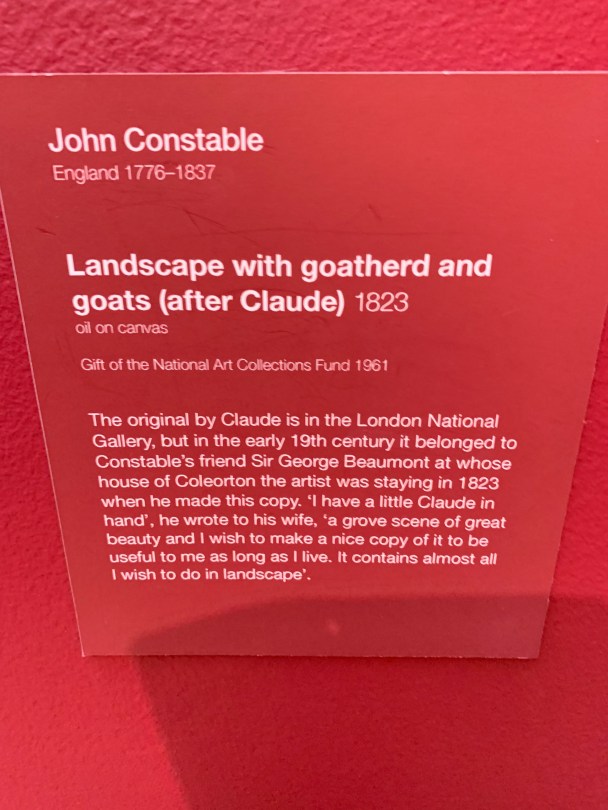 John Constable
England 1776–1837
Landscape with goatherd and
goats (after Claude) 1823
oil on canvas
Gift of the National Art Collections Fund 1961
The original by Claude is in the London National
Gallery, but in the early 19th century it belonged to
Constable's friend Sir George Beaumont at whose
house of Coleorton the artist was staying in 1823
when he made this copy. ‘I have a little Claude in
hand’, he wrote to his wife, ‘a grove scene of great
beauty and I wish to make a nice copy of it to be
useful to me as long as I live. It contains almost all
I wish to do in landscape’.